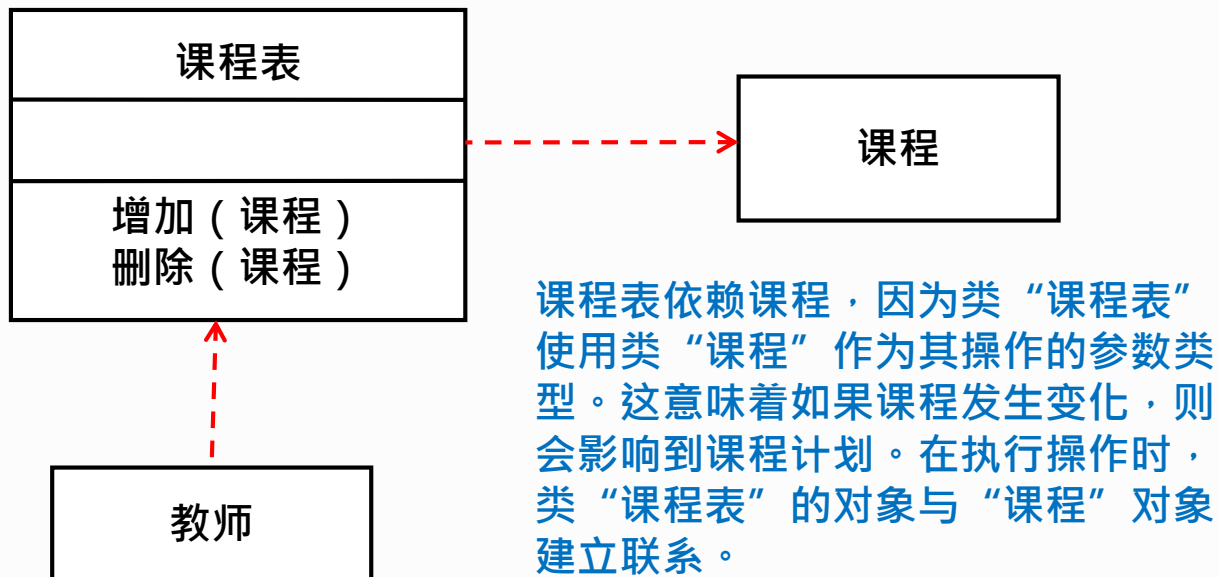 课程表
课程
增加（课程）
删除（课程）
课程表依赖课程，因为类“课程表”
使用类“课程”作为其操作的参数类
型。这意味着如果课程发生变化，则
会影响到课程计划。在执行操作时，
类“课程表”的对象与“课程”对象
建立联系。
教师